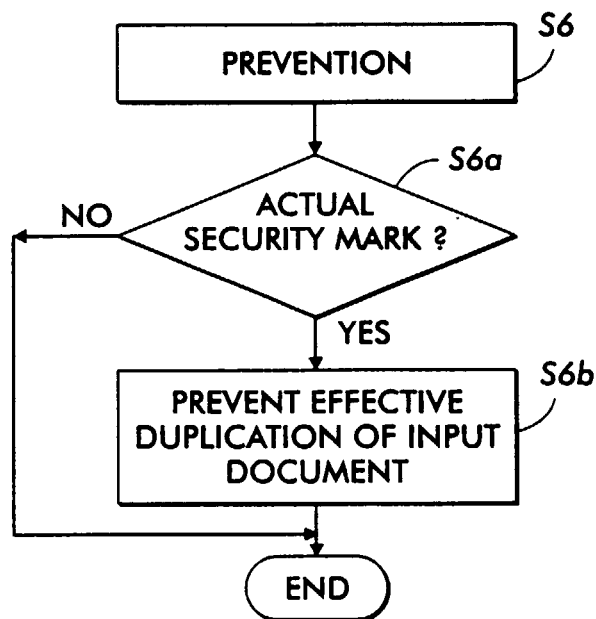 S6
PREVENTION
S6a
ACTUAL
SECURITY MARK ?
NO
YES
S6b
PREVENT EFFECTIVE
DUPLICATION OF INPUT
DOCUMENT
END